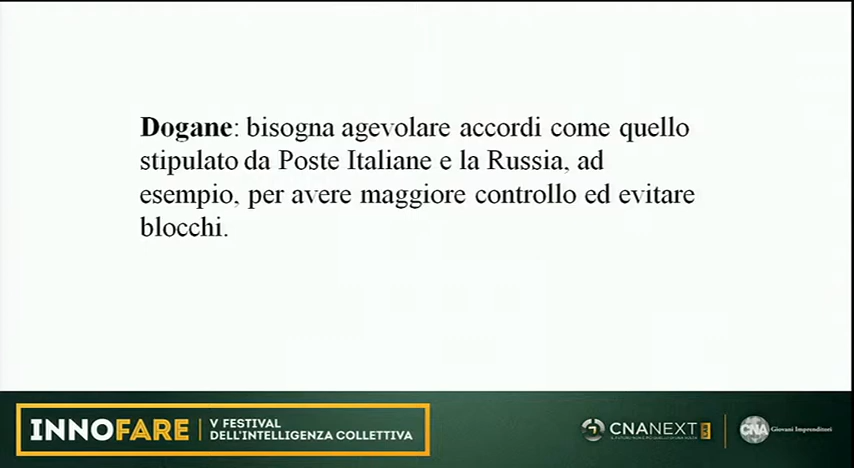 Dogane: bisogna agevolare accordi come quello
stipulato da Poste Italiane e la Russia, ad
esempio, per avere maggiore controllo ed evitare
blocchi.
INNOFARE
V FESTIVAL
DELL'INTELLIGENZA COLLETTIVA
CNANEXT
CNA Giovani Imprenditori